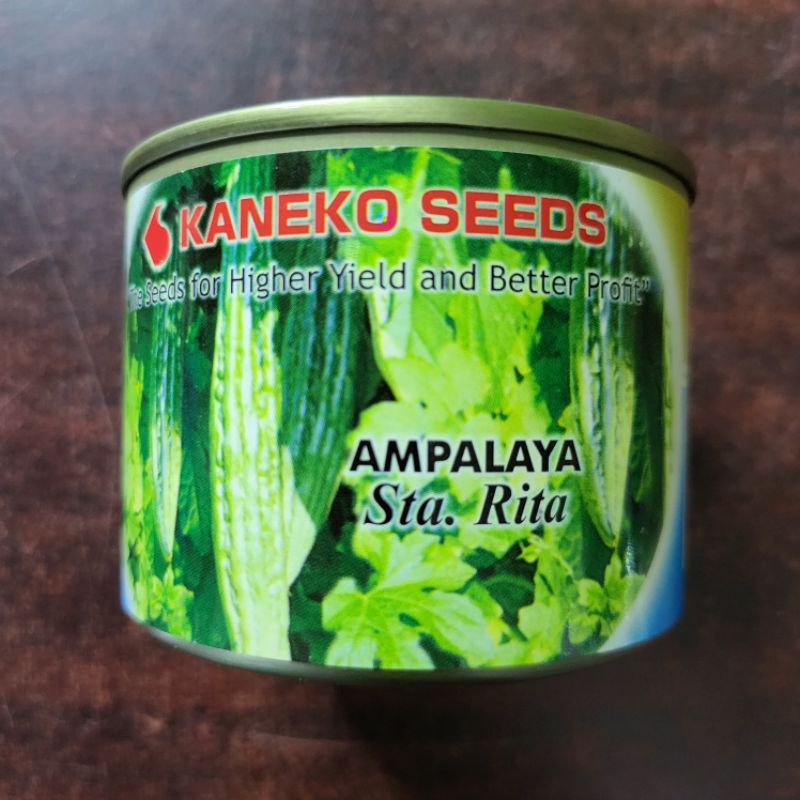 KANEKO SEEDS
The Seeds for Higher Yield and Better Profit"
AMPALAYA
Sta. Rita